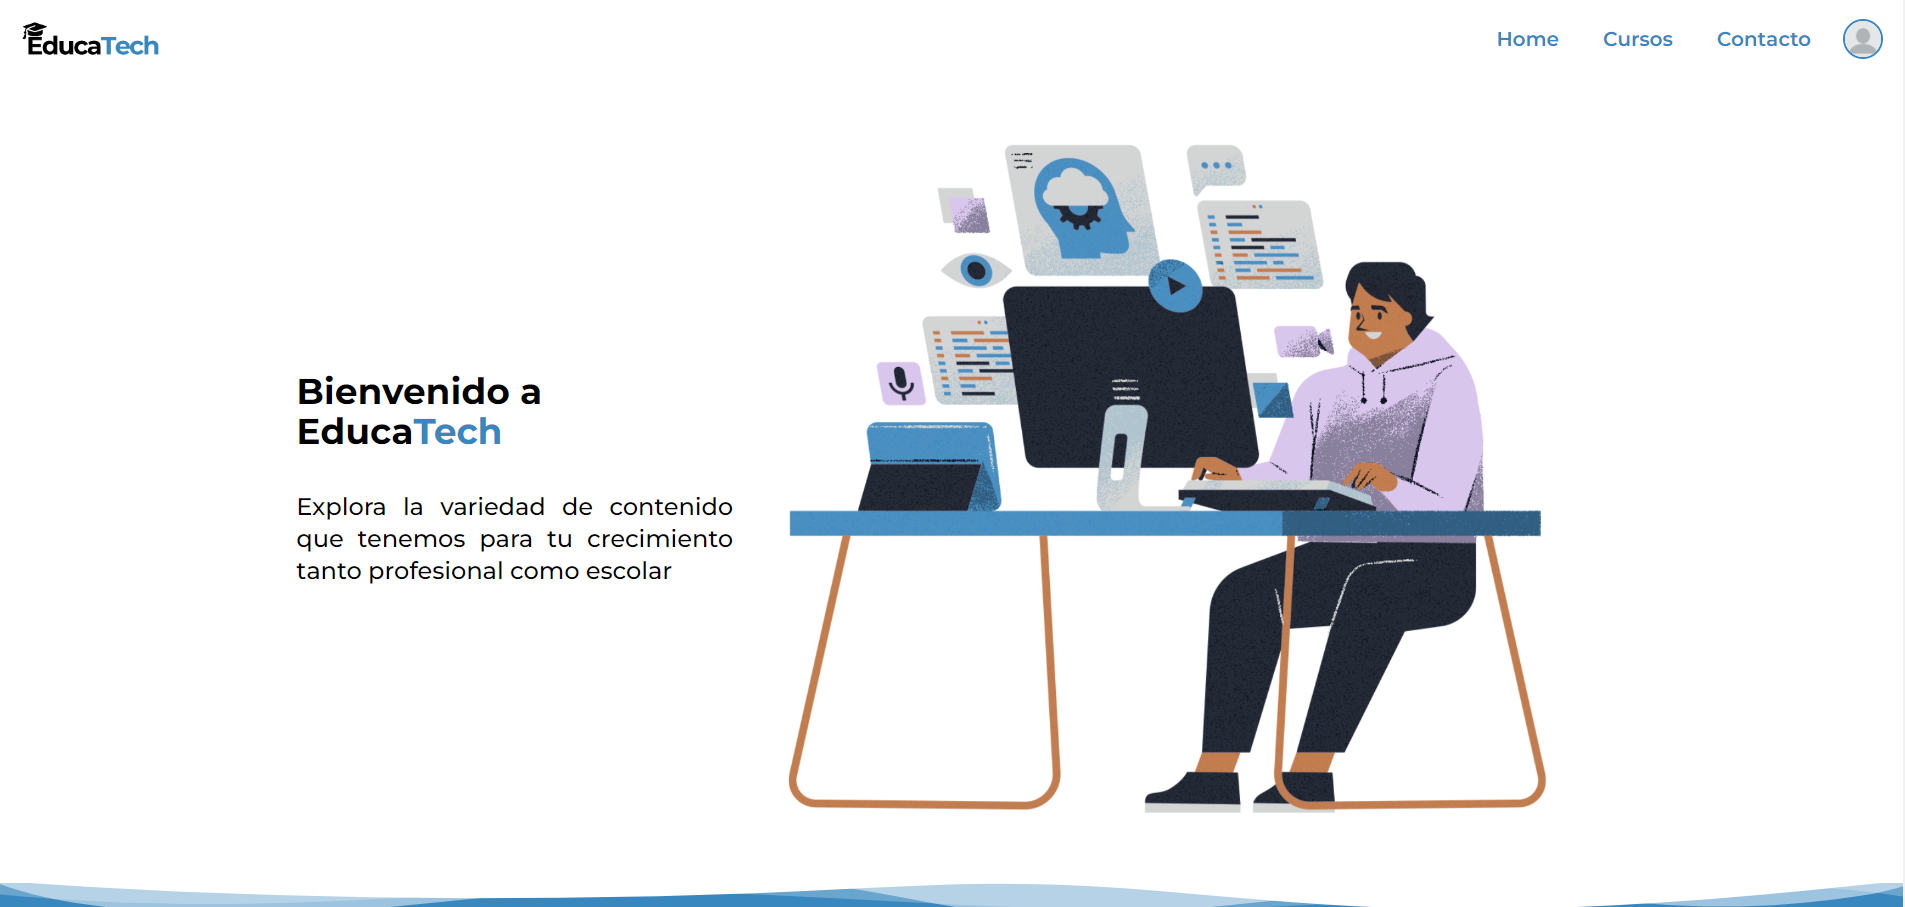 EducaTech
Home
Cursos
Contacto
Bienvenido a
EducaTech
Explora la variedad de contenido
que tenemos para tu crecimiento
tanto profesional como escolar